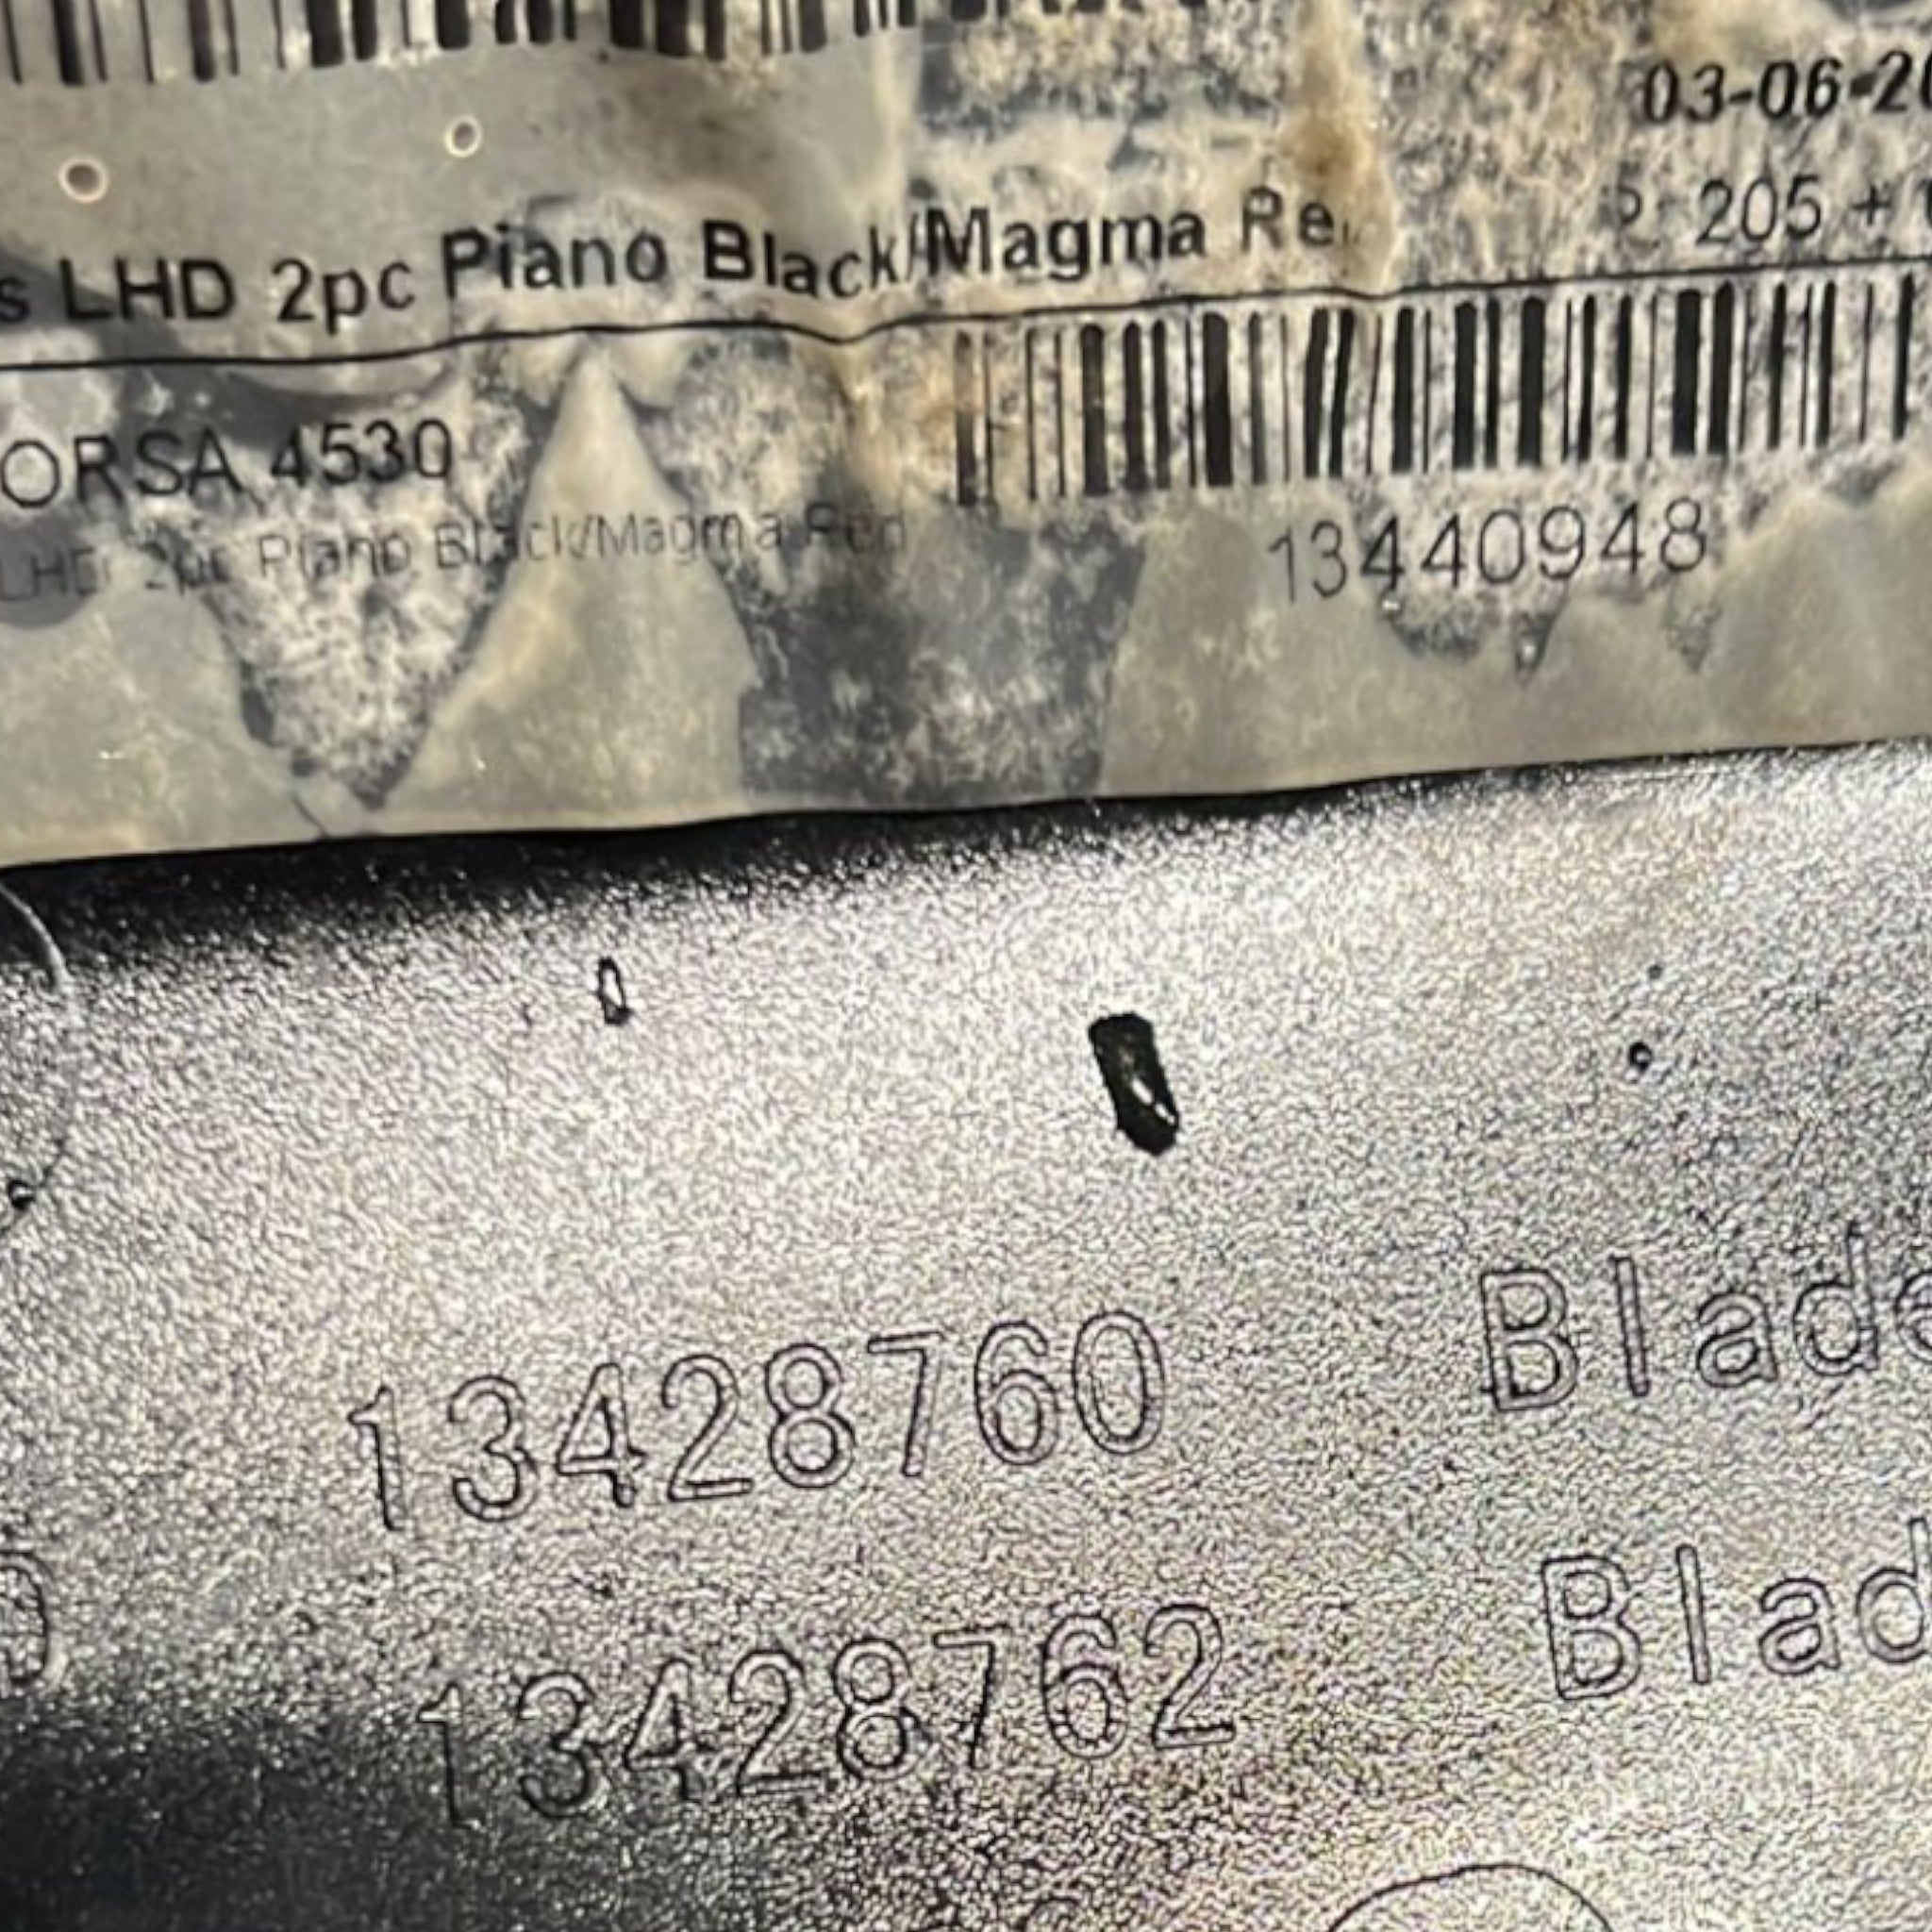 03-06-20
s LHD 2pc Piano Black/Magma Re
205 +
ORSA 4530
LHD 2pc Piano Black/Magma Red
13440948
13428760 Blade
13428762 Blad